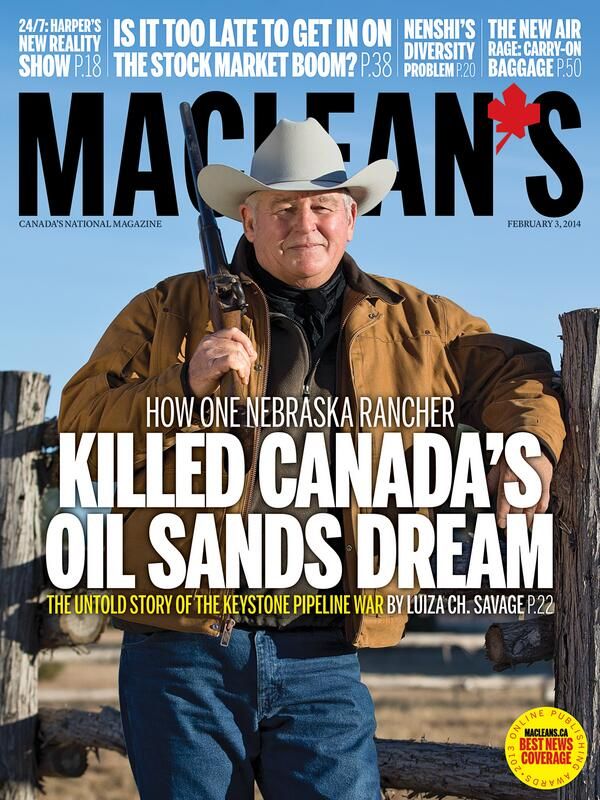 24/7: HARPER'S
NEW REALITY
SHOW P.18
IS IT TOO LATE TO GET IN ON
THE STOCK MARKET BOOM? P.38
NENSHI'S
DIVERSITY
PROBLEM P.20
THE NEW AIR
RAGE: CARRY-ON
BAGGAGE P.50
MACLEAN'S
CANADA'S NATIONAL MAGAZINE
FEBRUARY 3, 2014
HOW ONE NEBRASKA RANCHER
KILLED CANADA'S
OIL SANDS DREAM
THE UNTOLD STORY OF THE KEYSTONE PIPELINE WAR BY LUIZA CH. SAVAGE P.22
2013 ONLINE PUBLISHING AWARDS
MACLEANS.CA
BEST NEWS
COVERAGE